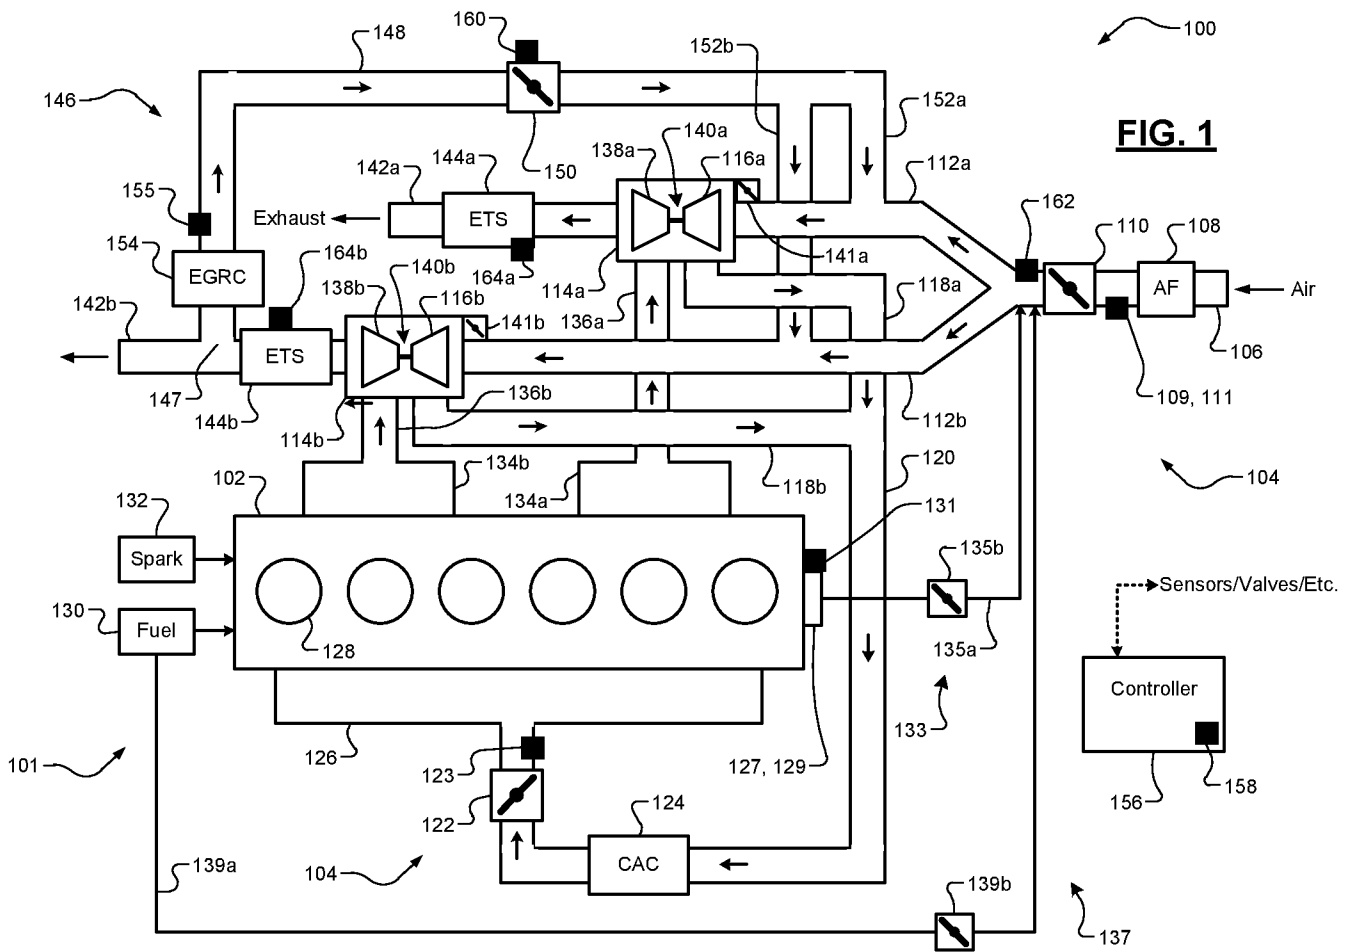 160
148
152b
100
146
140a
152a
FIG. 1
138a
116a
112a
144a
142a
150
155
162
Exhaust
ETS
110
108
154
164b
141a
EGRC
140b
164a
AF
Air
138b
116b
114a
118a
142b
141b
136a
106
ETS
147
136b
109, 111
144b
114b
112b
102
134b
120
104
132
134a
118b
131
Spark
135b
Sensors/Valves/Etc.
130
Fuel
128
135a
Controller
133
101
126
123
127, 129
158
156
124
122
CAC
139a
104
139b
137